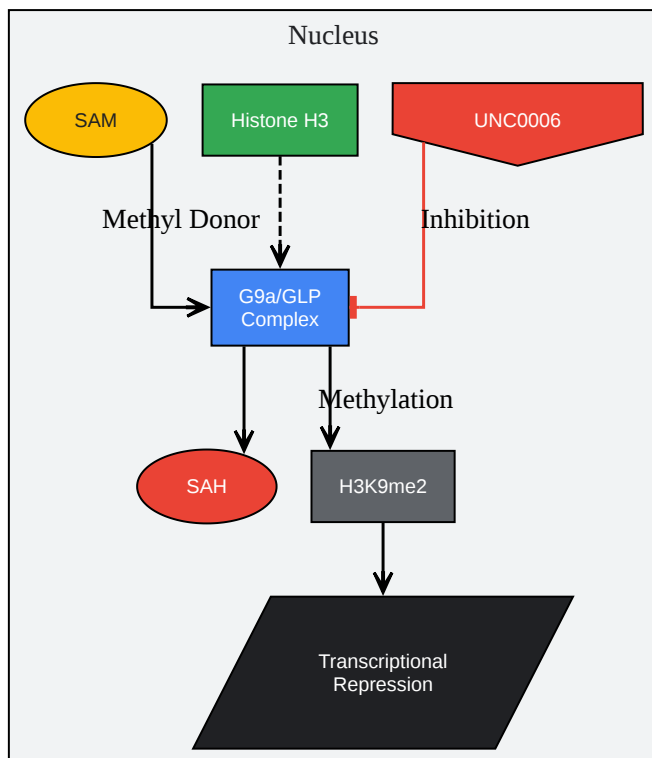 Nucleus
SAM
Histone H3
UNC0006
Methyl Donor
Inhibition
G9a/GLP
Complex
Methylation
SAH
H3K9me2
Transcriptional
Repression